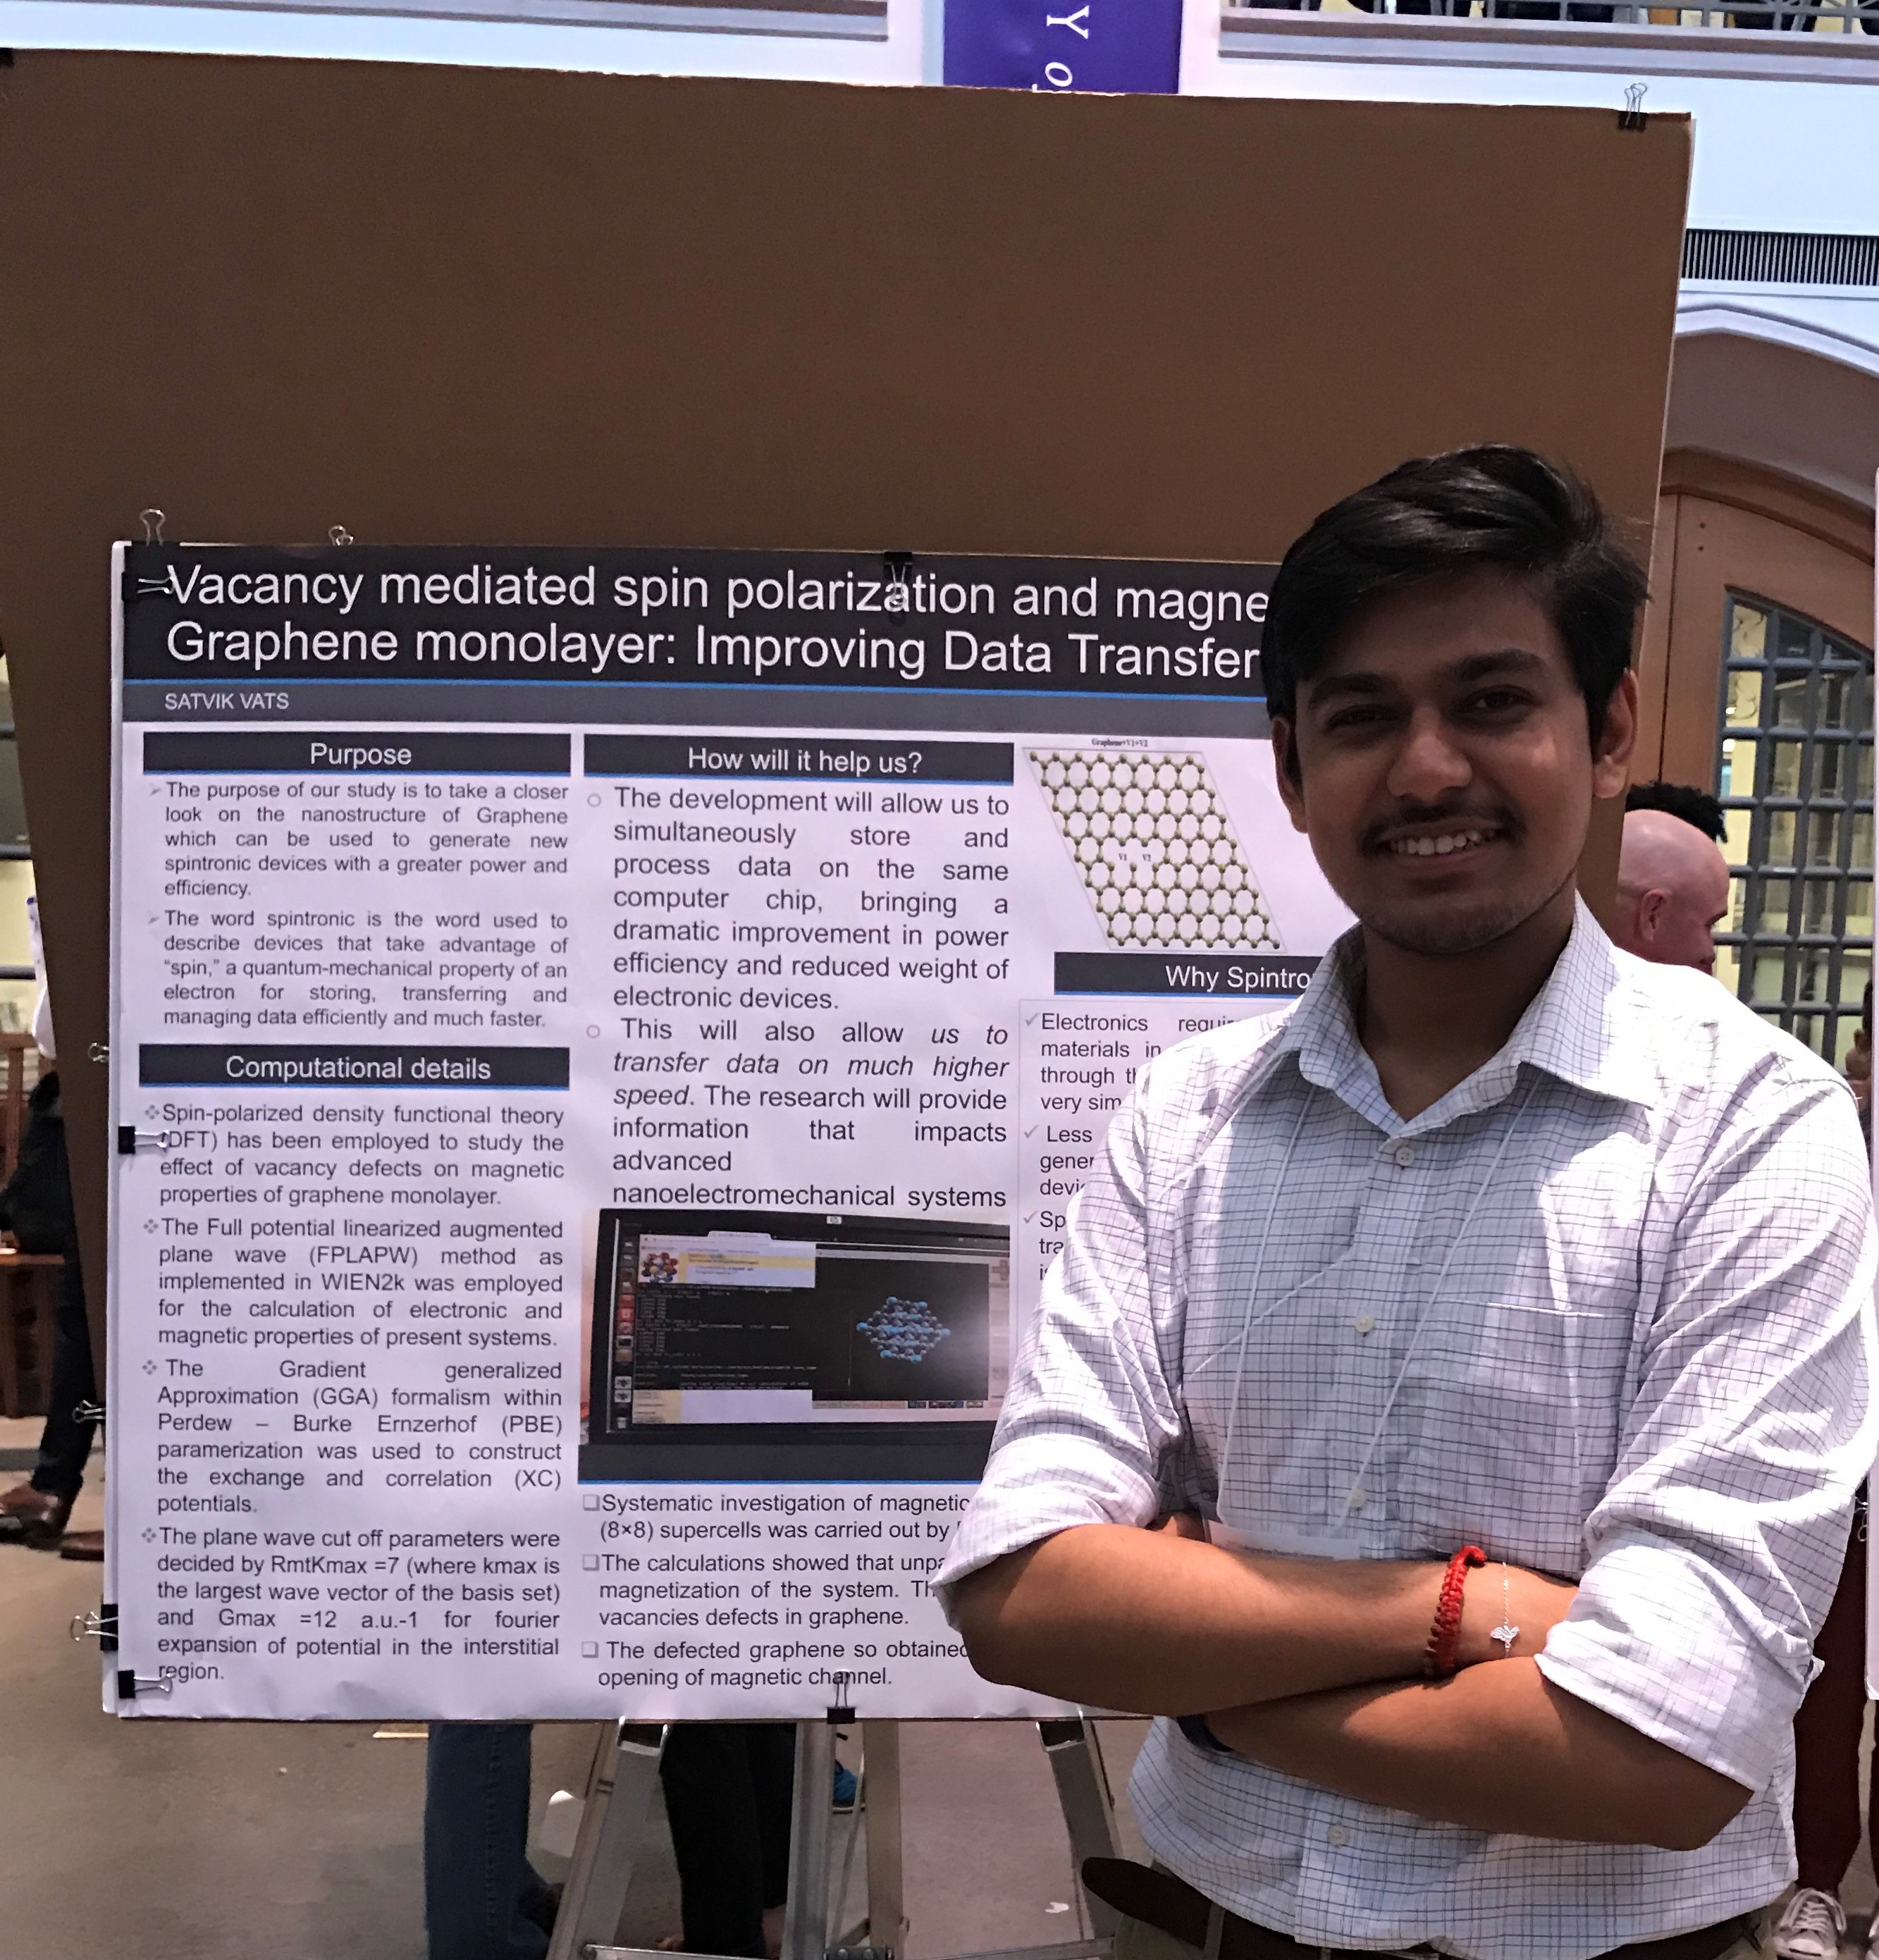 Y of
Vacancy mediated spin polarization and magne
Graphene monolayer: Improving Data Transfer
SATVIK VATS
Purpose
The purpose of our study is to take a closer
look on the nanostructure of Graphene
which can be used to generate new
spintronic devices with a greater power and
efficiency.
The word spintronic is the word used to
describe devices that take advantage of
“spin,” a quantum-mechanical property of an
electron for storing, transferring and
managing data efficiently and much faster.
Computational details
Spin-polarized density functional theory
(DFT) has been employed to study the
effect of vacancy defects on magnetic
properties of graphene monolayer.
The Full potential linearized augmented
plane wave (FPLAPW) method as
implemented in WIEN2k was employed
for the calculation of electronic and
magnetic properties of present systems.
The Gradient generalized
Approximation (GGA) formalism within
Perdew – Burke Ernzerhof (PBE)
paramerization was used to construct
the exchange and correlation (XC)
potentials.
The plane wave cut off parameters were
decided by RmtKmax =7 (where kmax is
the largest wave vector of the basis set)
and Gmax =12 a.u.-1 for fourier
expansion of potential in the interstitial
region.
How will it help us?
The development will allow us to
simultaneously store and
process data on the same
computer chip, bringing a
dramatic improvement in power
efficiency and reduced weight of
electronic devices.
This will also allow us to
transfer data on much higher
speed. The research will provide
information that impacts
advanced
nanoelectromechanical systems
Systematic investigation of magnetic
(8×8) supercells was carried out by
The calculations showed that unpa
magnetization of the system. Th
vacancies defects in graphene.
The defected graphene so obtained
opening of magnetic channel.
Graphene+V1+V2
V1 V2
Why Spintro
Electronics requir
materials in
through th
very sim
Less
gener
devic
Sp
tra